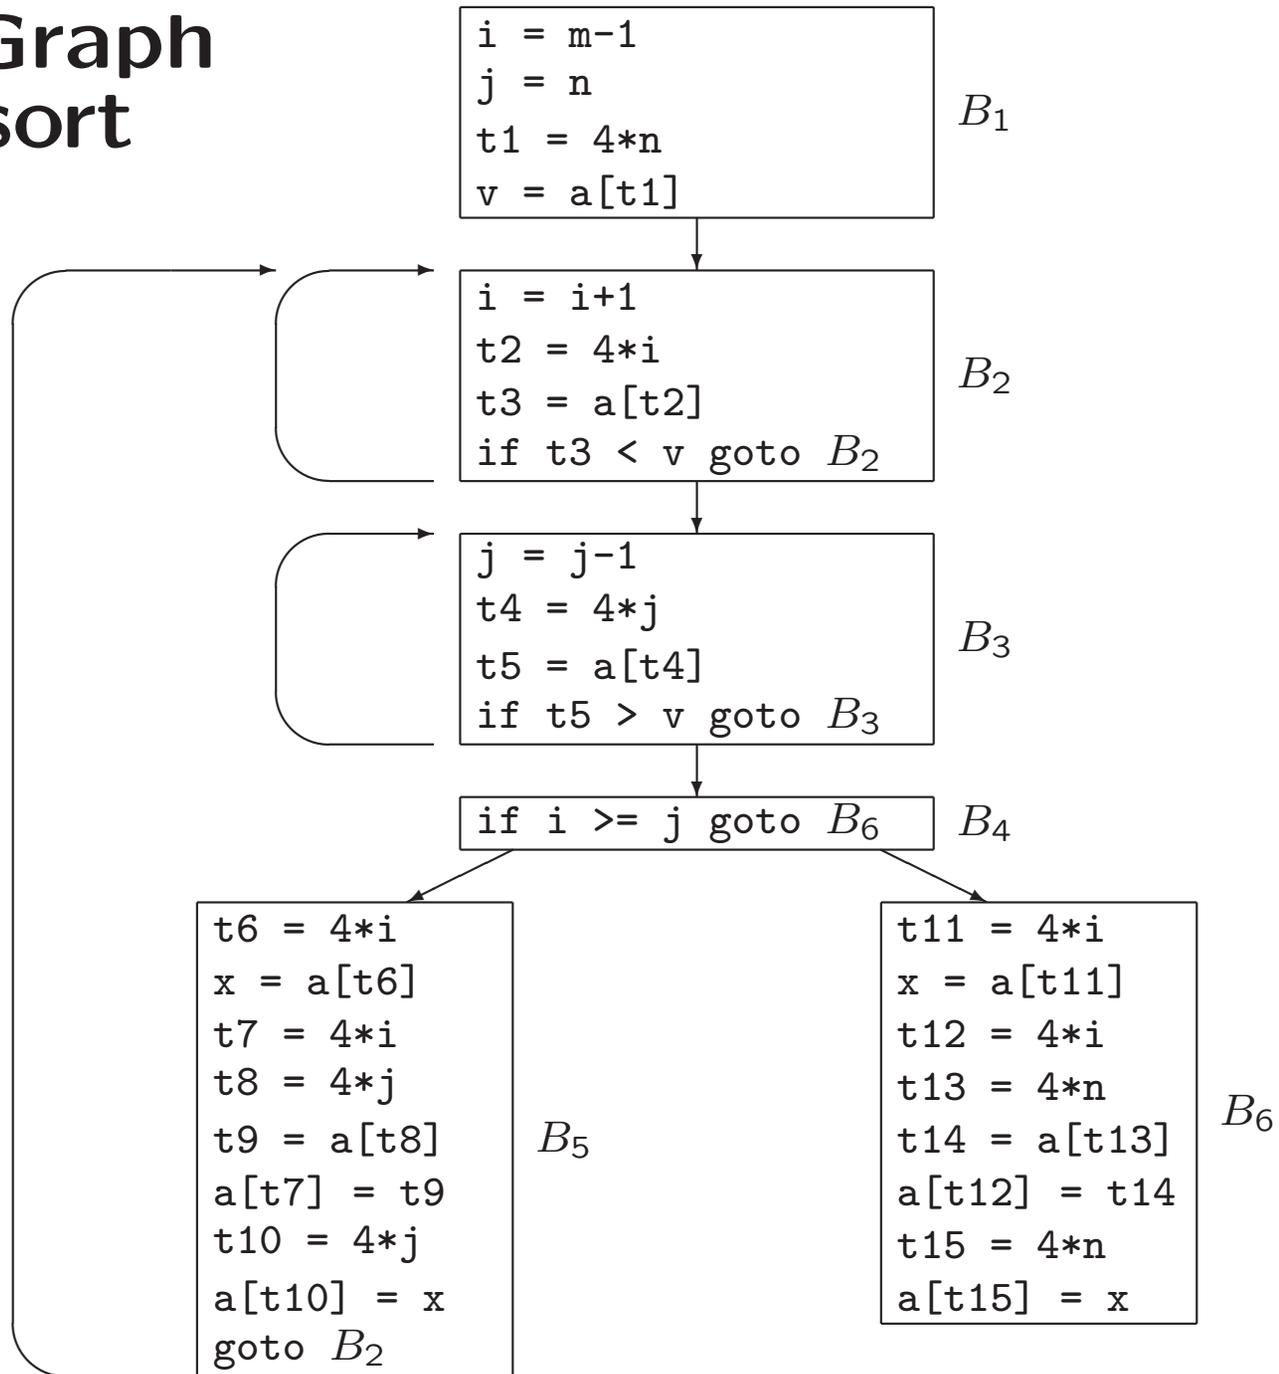 Graph
sort
i = m-1
j = n
t1 = 4*n
v = a[t1]
B1
i = i+1
t2 = 4*i
t3 = a[t2]
if t3 < v goto B2
B2
j = j-1
t4 = 4*j
t5 = a[t4]
if t5 > v goto B3
B3
if i >= j goto B6
B4
t6 = 4*i
x = a[t6]
t7 = 4*i
t8 = 4*j
t9 = a[t8]
a[t7] = t9
t10 = 4*j
a[t10] = x
goto B2
B5
t11 = 4*i
x = a[t11]
t12 = 4*i
t13 = 4*n
t14 = a[t13]
a[t12] = t14
t15 = 4*n
a[t15] = x
B6